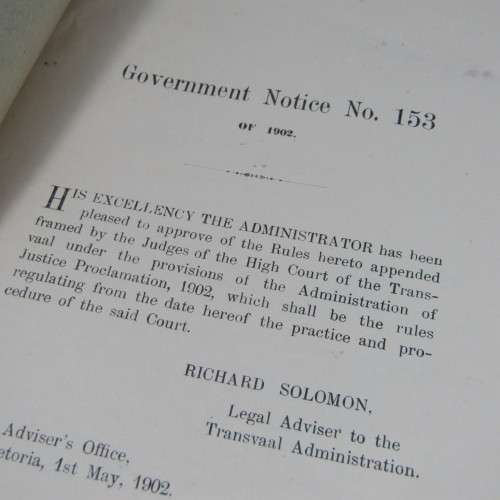 Government Notice No. 153
OF 1902.
HIS EXCELLENCY THE ADMINISTRATOR has been
pleased to approve of the Rules hereto appended
framed by the Judges of the High Court of the Trans-
vaal under the provisions of the Administration of
Justice Proclamation, 1902, which shall be the rules
regulating from the date hereof the practice and pro-
cedure of the said Court.
RICHARD SOLOMON,
Legal Adviser to the
Transvaal Administration.
Adviser's Office,
etoria, 1st May, 1902.